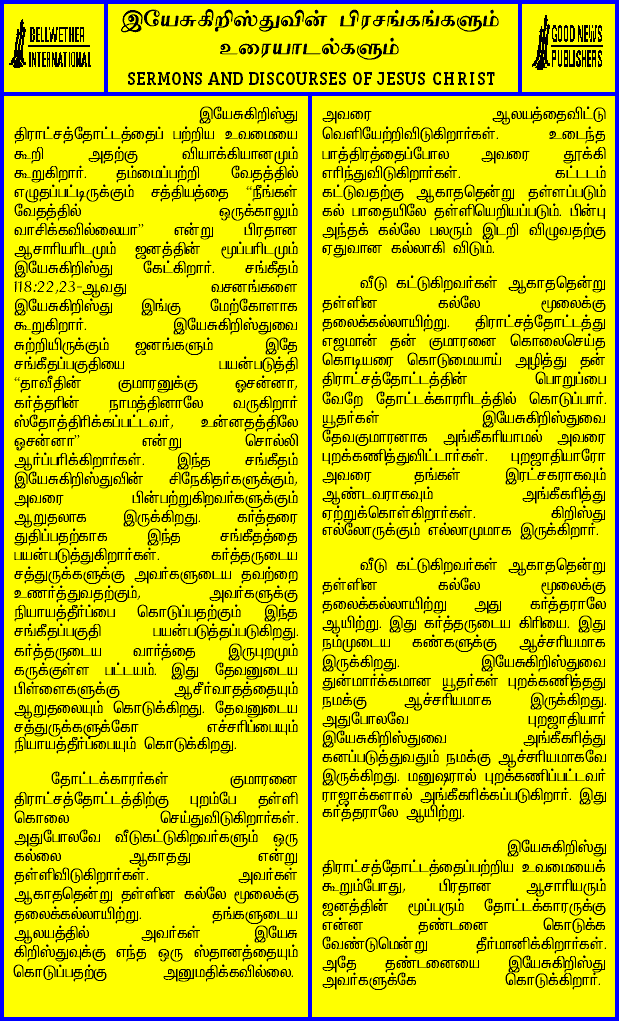 BELLWETHER
INTERNATIONAL
இயேசுகிறிஸ்துவின் பிரசங்கங்களும்
உரையாடல்களும்
SERMONS AND DISCOURSES OF JESUS CHRIST
GOOD NEWS
PUBLISHERS
இயேசுகிறிஸ்து
திராட்சத்தோட்டத்தைப் பற்றிய உவமையை
கூறி அதற்கு வியாக்கியானமும்
கூறுகிறார். தம்மைப்பற்றி வேதத்தில்
எழுதப்பட்டிருக்கும் சத்தியத்தை “நீங்கள்
வேதத்தில் ஒருக்காலும்
வாசிக்கவில்லையா” என்று பிரதான
ஆசாரியரிடமும் ஜனத்தின் மூப்பரிடமும்
இயேசுகிறிஸ்து கேட்கிறார். சங்கீதம்
118:22,23-ஆவது வசனங்களை
இயேசுகிறிஸ்து இங்கு மேற்கோளாக
கூறுகிறார். இயேசுகிறிஸ்துவை
சுற்றியிருக்கும் ஜனங்களும் இதே
சங்கீதப்பகுதியை பயன்படுத்தி
“தாவீதின் குமாரனுக்கு ஓசன்னா,
கர்த்தரின் நாமத்தினாலே வருகிறார்
ஸ்தோத்திரிக்கப்பட்டவர், உன்னதத்திலே
ஓசன்னா” என்று சொல்லி
ஆர்ப்பரிக்கிறார்கள். இந்த சங்கீதம்
இயேசுகிறிஸ்துவின் சிநேகிதர்களுக்கும்,
அவரை பின்பற்றுகிறவர்களுக்கும்
ஆறுதலாக இருக்கிறது. கர்த்தரை
துதிப்பதற்காக இந்த சங்கீதத்தை
பயன்படுத்துகிறார்கள். கர்த்தருடைய
சத்துருக்களுக்கு அவர்களுடைய தவற்றை
உணர்த்துவதற்கும், அவர்களுக்கு
நியாயத்தீர்ப்பை கொடுப்பதற்கும் இந்த
சங்கீதப்பகுதி பயன்படுத்தப்படுகிறது.
கர்த்தருடைய வார்த்தை இருபுறமும்
கருக்குள்ள பட்டயம். இது தேவனுடைய
பிள்ளைகளுக்கு ஆசீர்வாதத்தையும்
ஆறுதலையும் கொடுக்கிறது. தேவனுடைய
சத்துருக்களுக்கோ எச்சரிப்பையும்
நியாயத்தீர்ப்பையும் கொடுக்கிறது.
தோட்டக்காரர்கள் குமாரனை
திராட்சத்தோட்டத்திற்கு புறம்பே தள்ளி
கொலை செய்துவிடுகிறார்கள்.
அதுபோலவே வீடுகட்டுகிறவர்களும் ஒரு
கல்லை ஆகாதது என்று
தள்ளிவிடுகிறார்கள். அவர்கள்
ஆகாததென்று தள்ளின கல்லே மூலைக்கு
தலைக்கல்லாயிற்று. தங்களுடைய
ஆலயத்தில் அவர்கள் இயேசு
கிறிஸ்துவுக்கு எந்த ஒரு ஸ்தானத்தையும்
கொடுப்பதற்கு அனுமதிக்கவில்லை.
அவரை ஆலயத்தைவிட்டு
வெளியேற்றிவிடுகிறார்கள். உடைந்த
பாத்திரத்தைப்போல அவரை தூக்கி
எரிந்துவிடுகிறார்கள். கட்டடம்
கட்டுவதற்கு ஆகாததென்று தள்ளப்படும்
கல் பாதையிலே தள்ளியெறியப்படும். பின்பு
அந்தக் கல்லே பலரும் இடறி விழுவதற்கு
ஏதுவான கல்லாகி விடும்.
வீடு கட்டுகிறவர்கள் ஆகாததென்று
தள்ளின கல்லே மூலைக்கு
தலைக்கல்லாயிற்று. திராட்சத்தோட்டத்து
எஜமான் தன் குமாரனை கொலைசெய்த
கொடியரை கொடுமையாய் அழித்து தன்
திராட்சத்தோட்டத்தின் பொறுப்பை
வேறே தோட்டக்காரரிடத்தில் கொடுப்பார்.
யூதர்கள் இயேசுகிறிஸ்துவை
தேவகுமாரனாக அங்கீகரியாமல் அவரை
புறக்கணித்துவிட்டார்கள். புறஜாதியாரோ
அவரை தங்கள் இரட்சகராகவும்
ஆண்டவராகவும் அங்கீகரித்து
ஏற்றுக்கொள்கிறார்கள். கிறிஸ்து
எல்லோருக்கும் எல்லாமுமாக இருக்கிறார்.
வீடு கட்டுகிறவர்கள் ஆகாததென்று
தள்ளின கல்லே மூலைக்கு
தலைக்கல்லாயிற்று அது கர்த்தராலே
ஆயிற்று. இது கர்த்தருடைய கிரியை. இது
நம்முடைய கண்களுக்கு ஆச்சரியமாக
இருக்கிறது. இயேசுகிறிஸ்துவை
துன்மார்க்கமான யூதர்கள் புறக்கணித்தது
நமக்கு ஆச்சரியமாக இருக்கிறது.
அதுபோலவே புறஜாதியார்
இயேசுகிறிஸ்துவை அங்கீகரித்து
கனப்படுத்துவதும் நமக்கு ஆச்சரியமாகவே
இருக்கிறது. மனுஷரால் புறக்கணிப்பட்டவர்
ராஜாக்களால் அங்கீகரிக்கப்படுகிறார். இது
கர்த்தராலே ஆயிற்று.
இயேசுகிறிஸ்து
திராட்சத்தோட்டத்தைப்பற்றிய உவமையைக்
கூறும்போது, பிரதான ஆசாரியரும்
ஜனத்தின் மூப்பரும் தோட்டக்காரருக்கு
என்ன தண்டனை கொடுக்க
வேண்டுமென்று தீர்மானிக்கிறார்கள்.
அதே தண்டனையை இயேசுகிறிஸ்து
அவர்களுக்கே கொடுக்கிறார்.